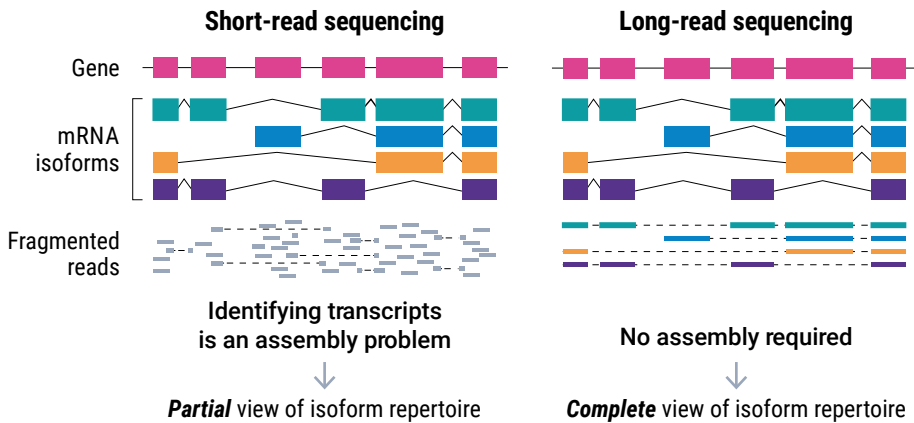 Short-read sequencing
Long-read sequencing
Gene
mRNA
isoforms
Fragmented
reads
Identifying transcripts
is an assembly problem
No assembly required
Partial view of isoform repertoire
Complete view of isoform repertoire